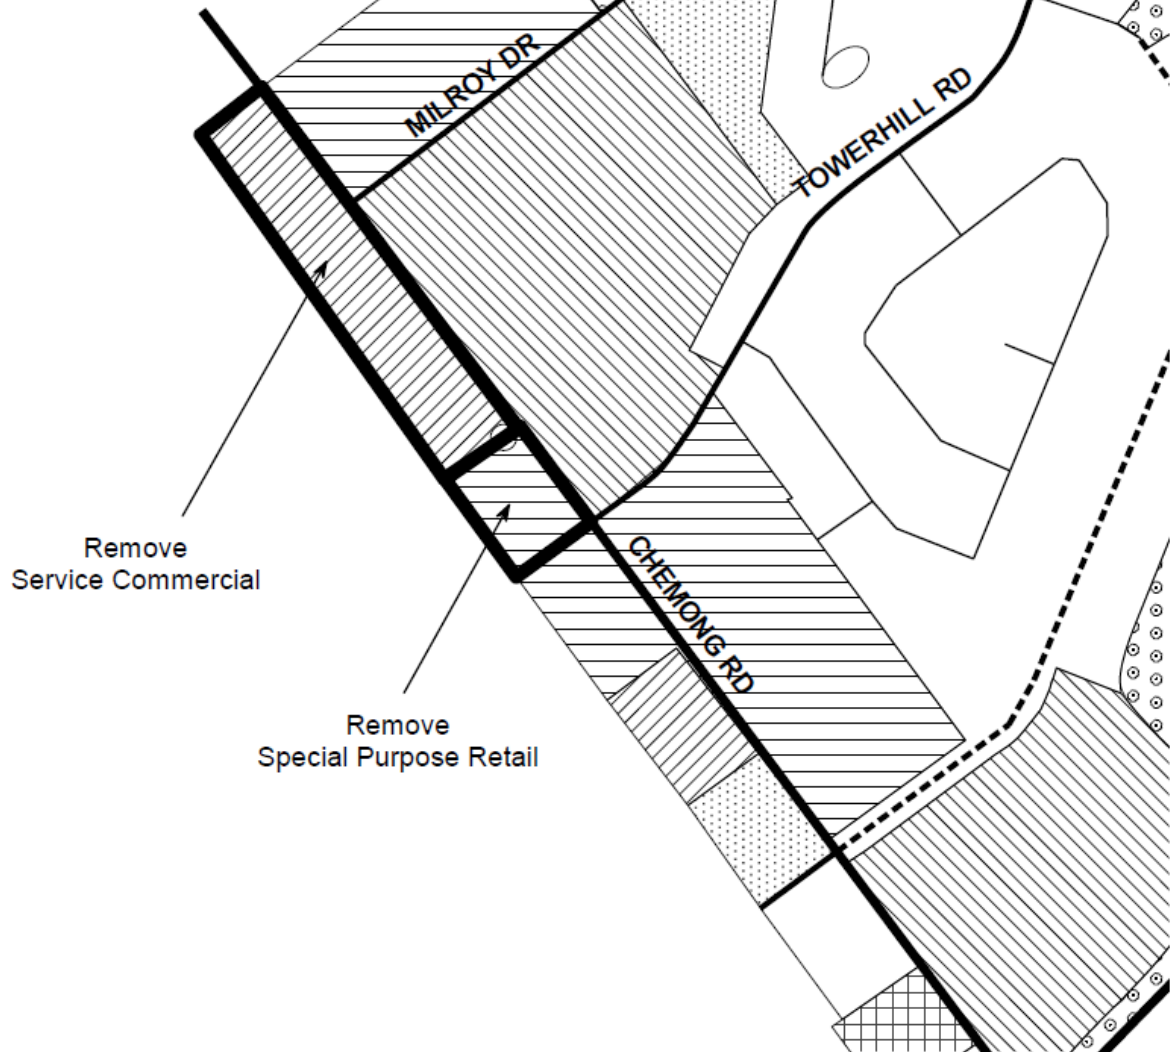 MILROY DR
TOWERHILL RD
Remove
Service Commercial
CHEMONG RD
Remove
Special Purpose Retail